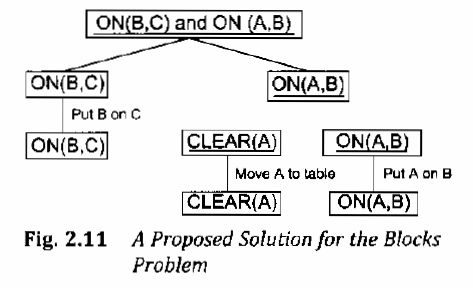 ON(B,C) and ON (A,B)
ON(B,C)
ON(A,B)
Put B on C
ON(B,C)
CLEAR(A)
ON(A,B)
Move A to table
Put A on B
CLEAR(A)
ON(A,B)
Fig. 2.11 A Proposed Solution for the Blocks
Problem